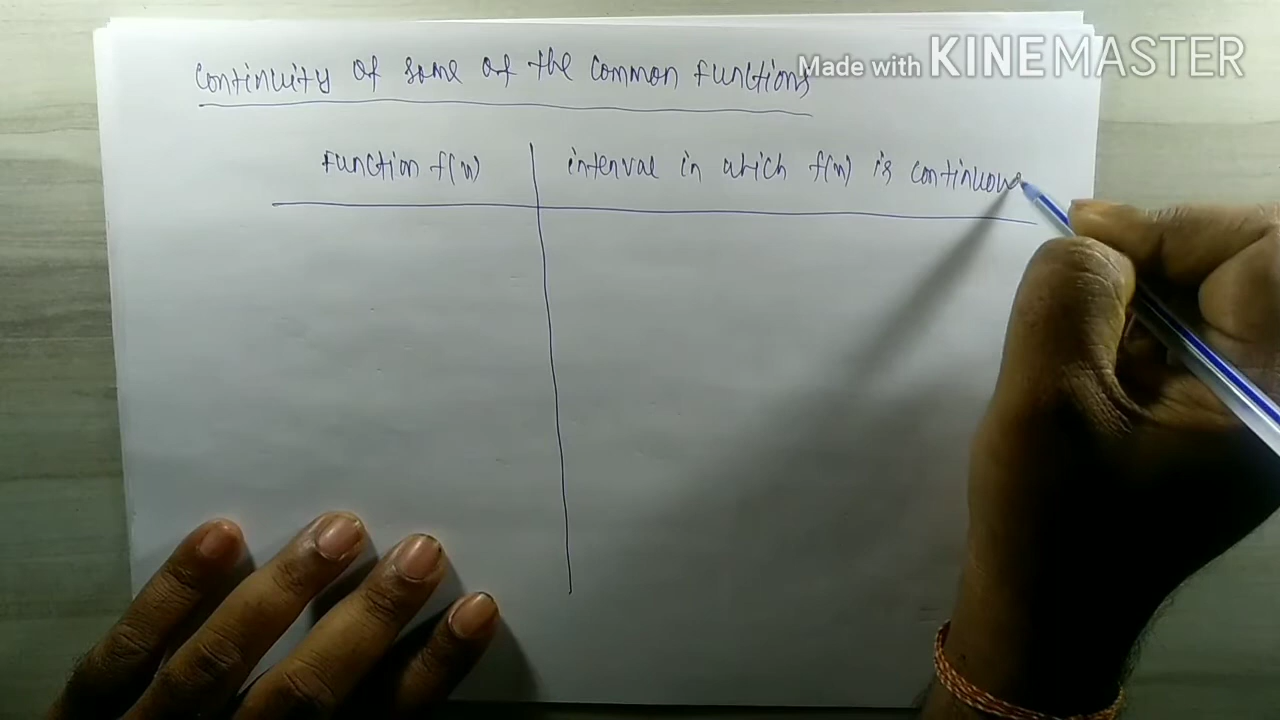 Made with KINEMASTER
Continuity of some of the common functions
Function f(x) interval in which f(x) is continuous